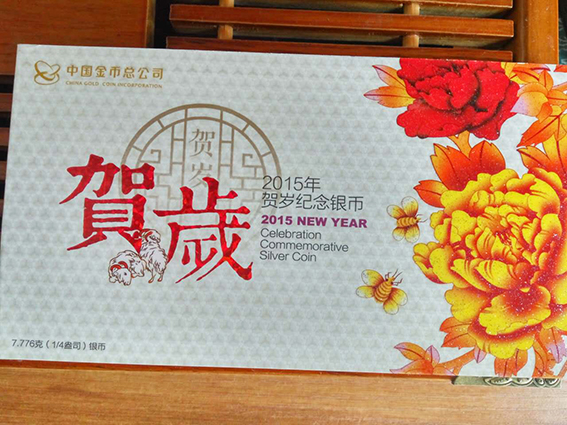 中国金币总公司
CHINA GOLD COIN INCORPORATION
贺岁
賀歲
2015年
贺岁纪念银币
2015 NEW YEAR
Celebration
Commemorative
Silver Coin
7.776克（1/4盎司）银币